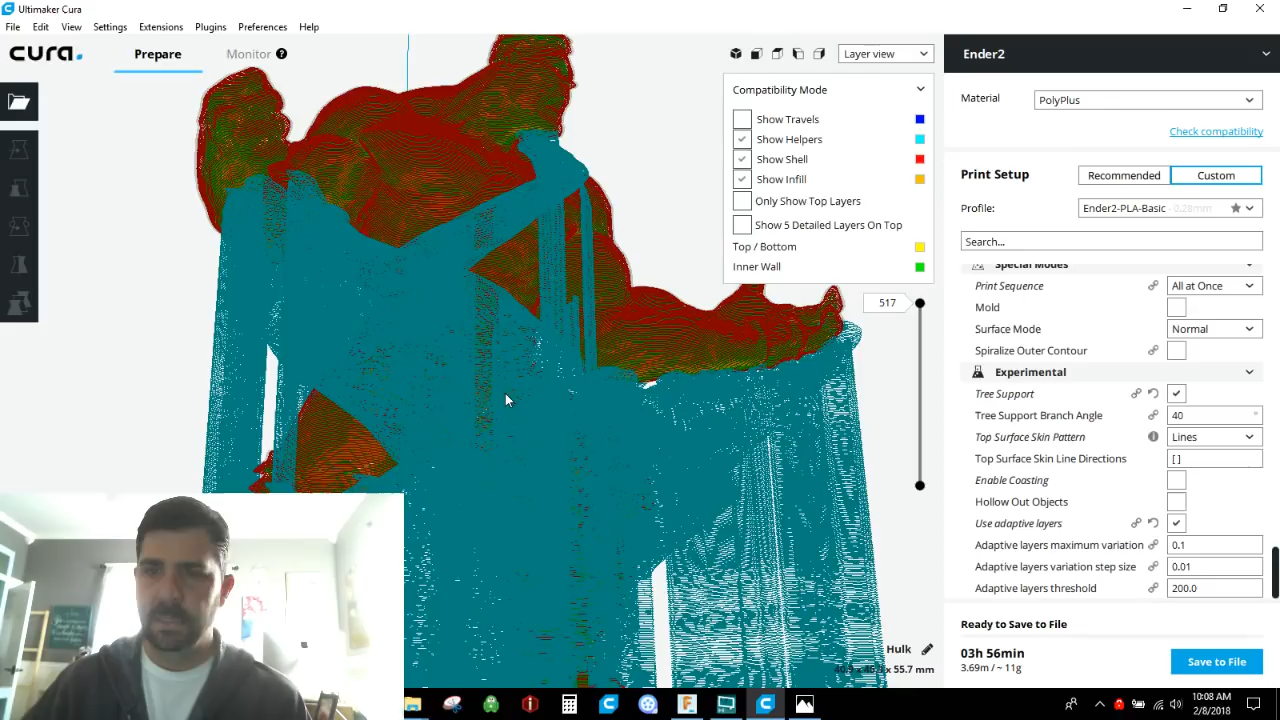 Ultimaker Cura
File Edit View Settings Extensions Plugins Preferences Help
cura. Prepare Monitor ? Layer view Ender2
Compatibility Mode
Show Travels
Show Helpers
Show Shell
Show Infill
Only Show Top Layers
Show 5 Detailed Layers On Top
Top / Bottom
Inner Wall
517
Material PolyPlus
Check compatibility
Print Setup Recommended Custom
Profile: Ender2-PLA-Basic - 0.28mm
Search...
Special Modes
Print Sequence All at Once
Mold
Surface Mode Normal
Spiralize Outer Contour
Experimental
Tree Support
Tree Support Branch Angle 40 °
Top Surface Skin Pattern Lines
Top Surface Skin Line Directions [ ]
Enable Coasting
Hollow Out Objects
Use adaptive layers
Adaptive layers maximum variation 0.1
Adaptive layers variation step size 0.01
Adaptive layers threshold 200.0
Ready to Save to File
03h 56min
3.69m / ~ 11g
Save to File
Hulk
x 55.7 mm
10:08 AM
2/8/2018